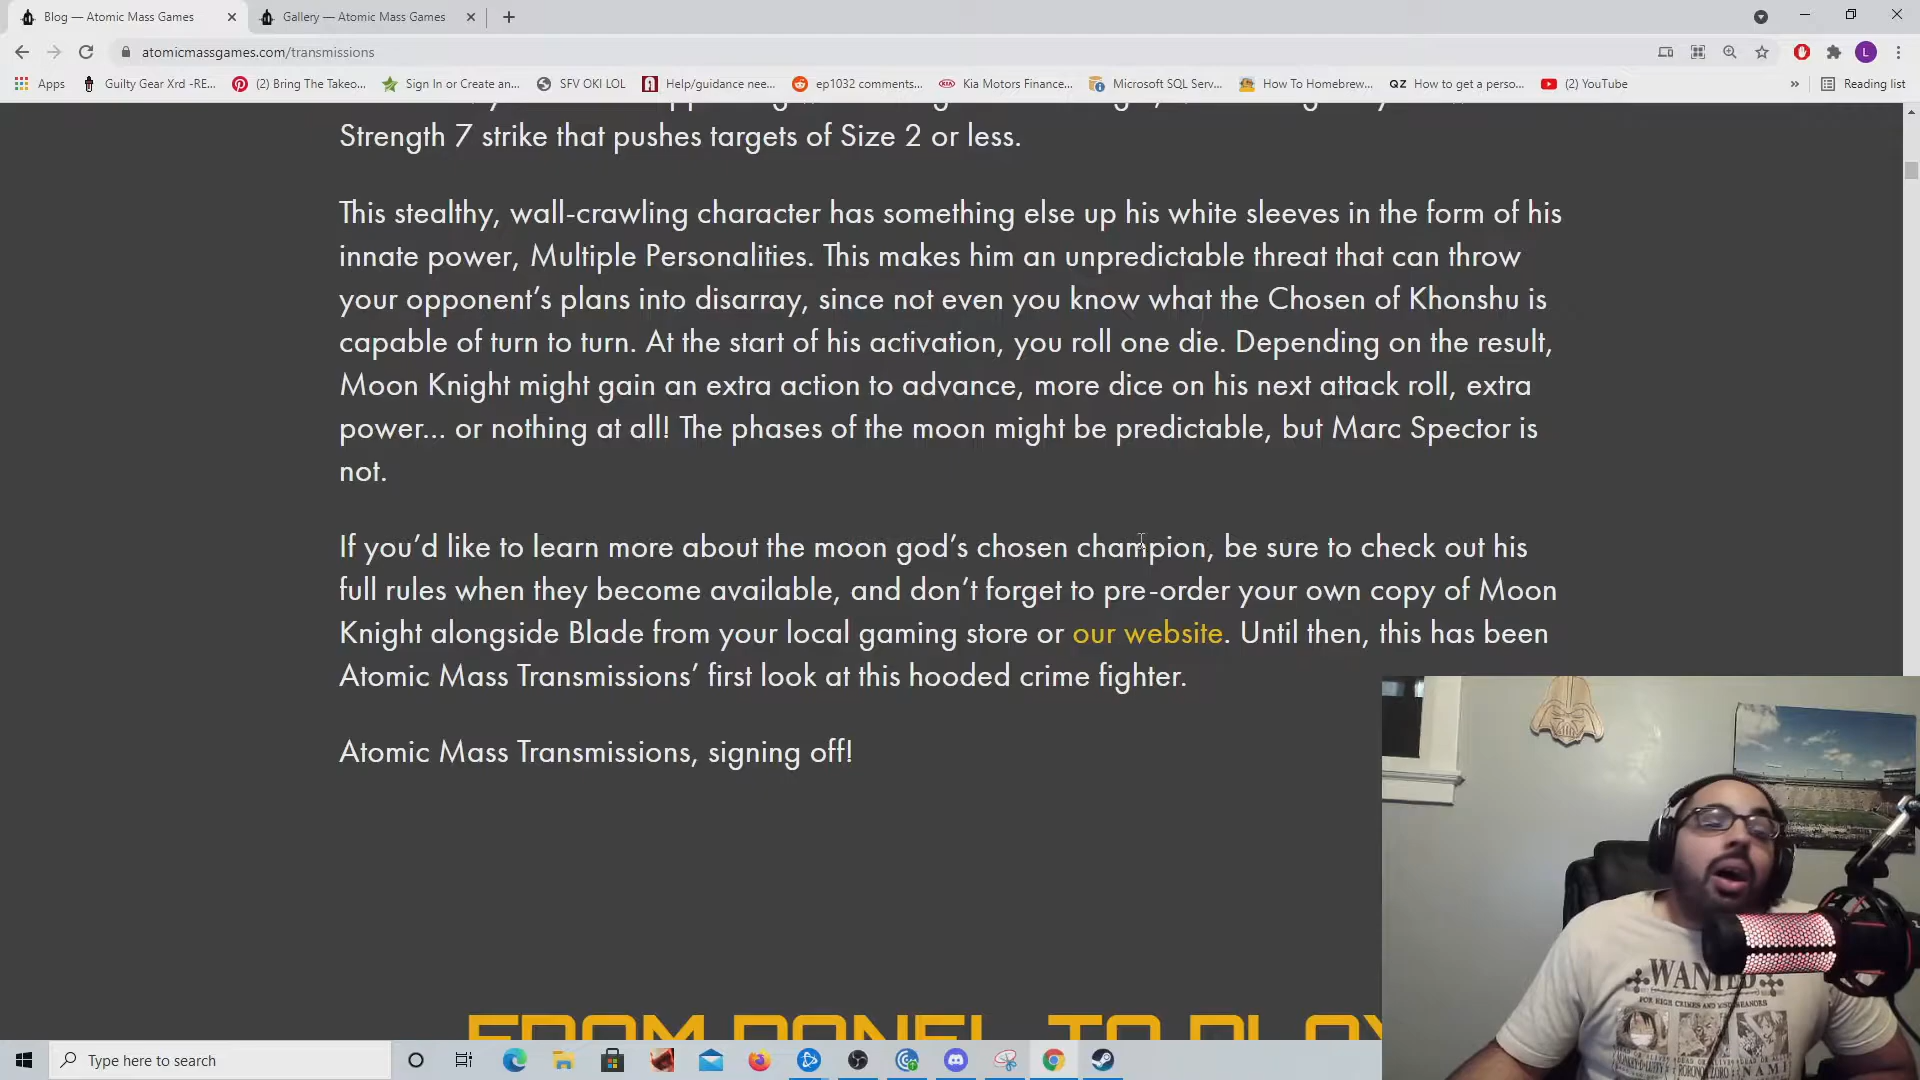 Blog — Atomic Mass Games
Gallery — Atomic Mass Games
atomicmassgames.com/transmissions
L
Apps
Guilty Gear Xrd -RE...
(2) Bring The Takeo...
Sign In or Create an...
SFV OKI LOL
Help/guidance nee...
ep1032 comments...
Kia Motors Finance...
Microsoft SQL Serv...
How To Homebrew...
QZ How to get a perso...
(2) YouTube
»
Reading list
Strength 7 strike that pushes targets of Size 2 or less.
This stealthy, wall-crawling character has something else up his white sleeves in the form of his
innate power, Multiple Personalities. This makes him an unpredictable threat that can throw
your opponent’s plans into disarray, since not even you know what the Chosen of Khonshu is
capable of turn to turn. At the start of his activation, you roll one die. Depending on the result,
Moon Knight might gain an extra action to advance, more dice on his next attack roll, extra
power... or nothing at all! The phases of the moon might be predictable, but Marc Spector is
not.
If you’d like to learn more about the moon god’s chosen champion, be sure to check out his
full rules when they become available, and don’t forget to pre-order your own copy of Moon
Knight alongside Blade from your local gaming store or our website. Until then, this has been
Atomic Mass Transmissions’ first look at this hooded crime fighter.
Atomic Mass Transmissions, signing off!
FROM PANEL TO PLAY
WANTED
FOR HIGH CRIMES AND MISDEMEANORS
Type here to search